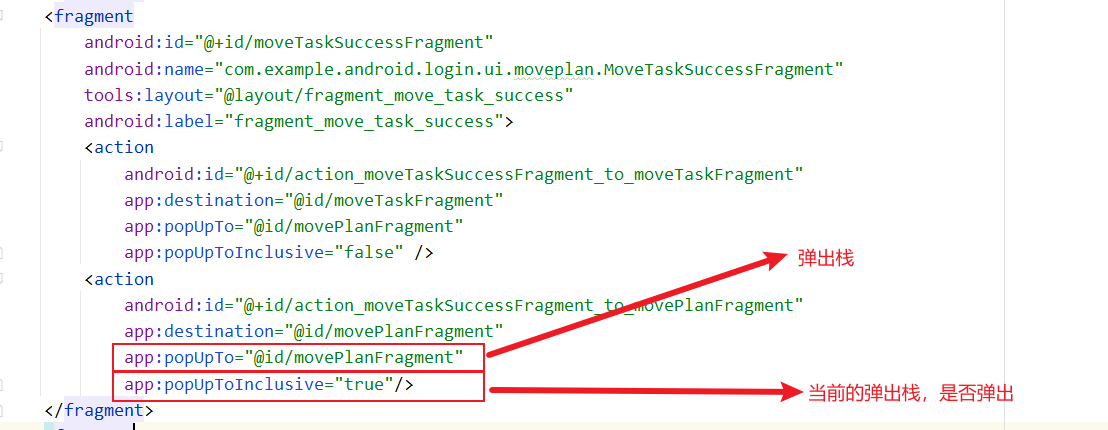 <fragment
android:id="@+id/moveTaskSuccessFragment"
android:name="com.example.android.login.ui.moveplan.MoveTaskSuccessFragment"
tools:layout="@layout/fragment_move_task_success"
android:label="fragment_move_task_success">
<action
android:id="@+id/action_moveTaskSuccessFragment_to_moveTaskFragment"
app:destination="@id/moveTaskFragment"
app:popUpTo="@id/movePlanFragment"
app:popUpToInclusive="false" />
弹出栈
<action
android:id="@+id/action_moveTaskSuccessFragment_to_movePlanFragment"
app:destination="@id/movePlanFragment"
app:popUpTo="@id/movePlanFragment"
app:popUpToInclusive="true"/>
当前的弹出栈，是否弹出
</fragment>